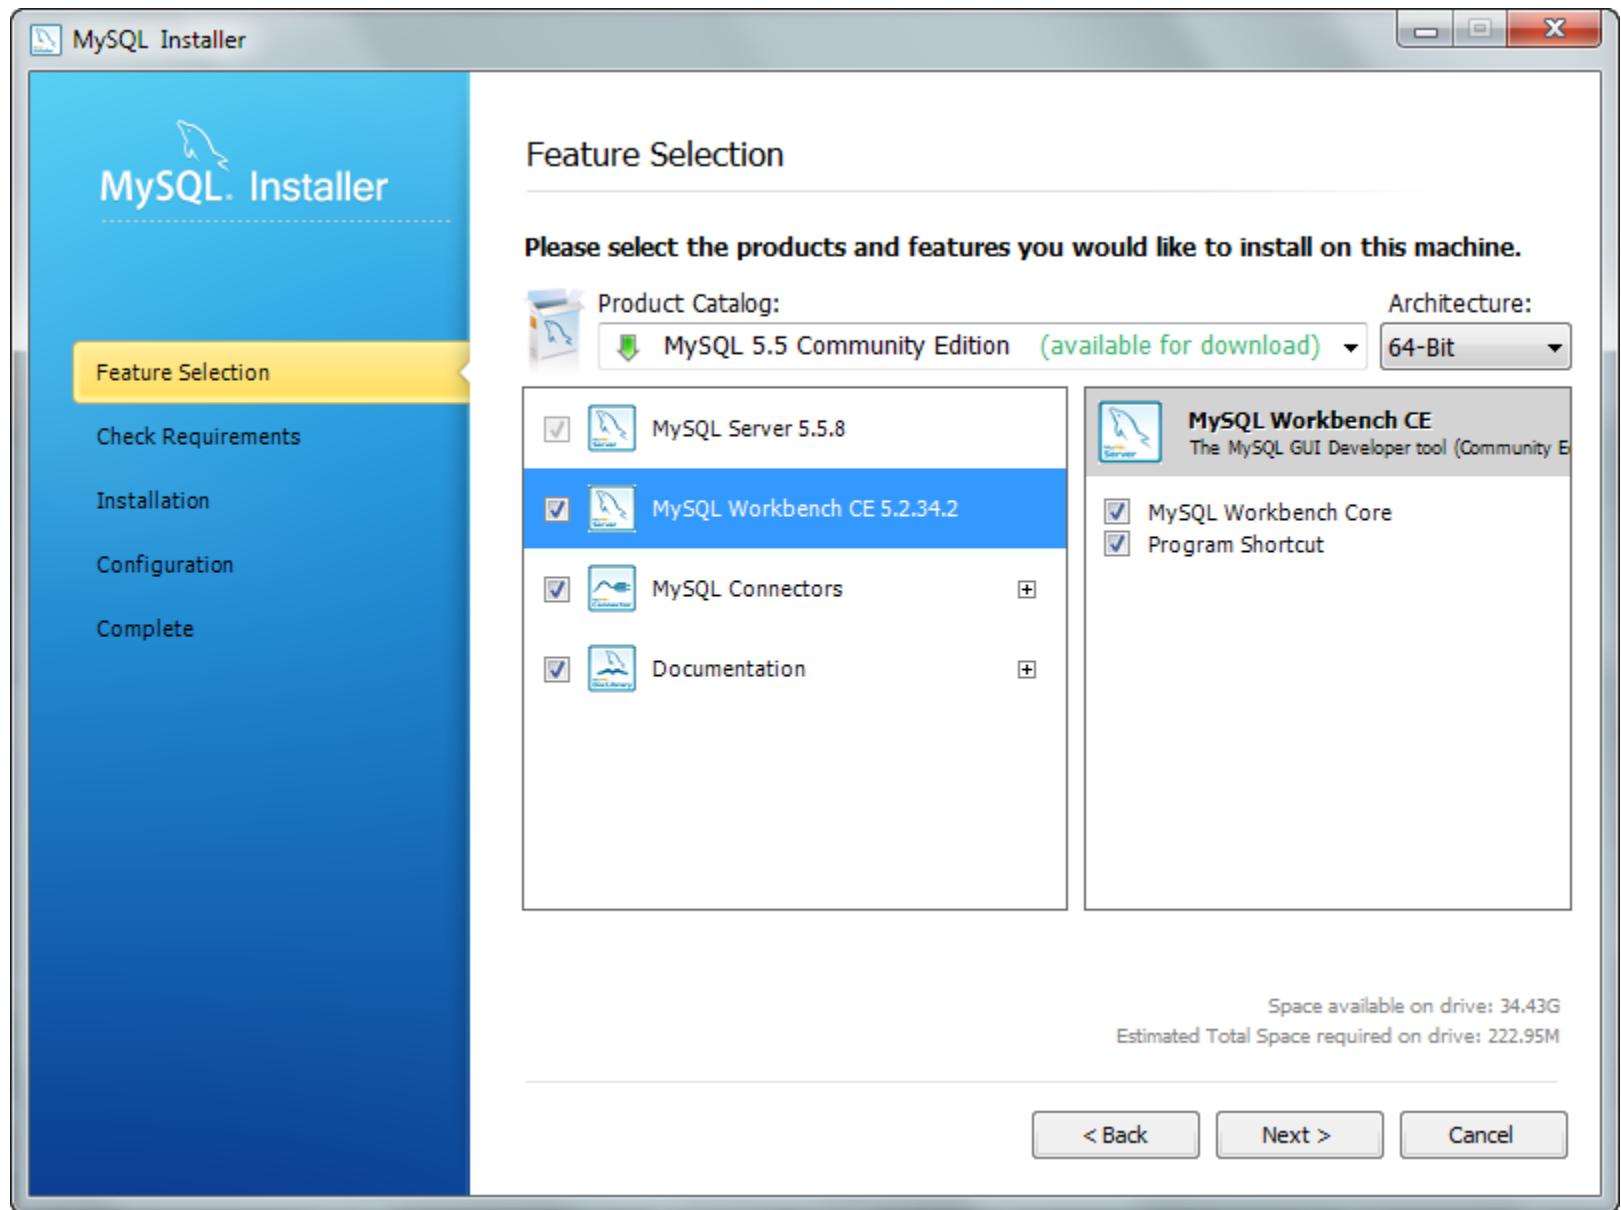 MySQL Installer
MySQL. Installer
Feature Selection
Check Requirements
Installation
Configuration
Complete
Feature Selection
Please select the products and features you would like to install on this machine.
Product Catalog:
Architecture:
MySQL 5.5 Community Edition (available for download)
64-Bit
MySQL Server 5.5.8
MySQL Workbench CE 5.2.34.2
MySQL Connectors
Documentation
MySQL Workbench CE
The MySQL GUI Developer tool (Community E
MySQL Workbench Core
Program Shortcut
Space available on drive: 34.43G
Estimated Total Space required on drive: 222.95M
< Back
Next >
Cancel